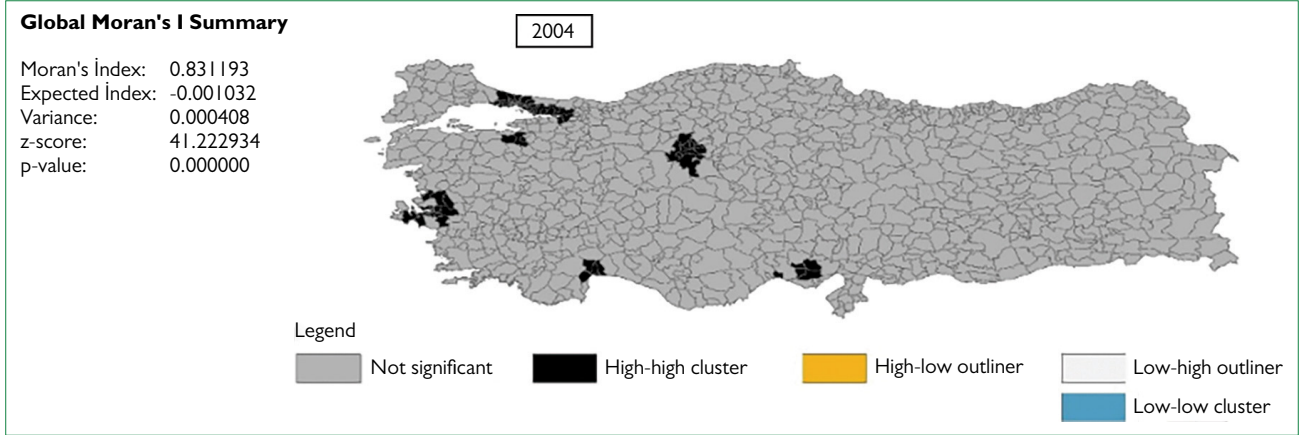 Global Moran's I Summary
2004
Moran's İndex: 0.831193
Expected İndex: -0.001032
Variance: 0.000408
z-score: 41.222934
p-value: 0.000000
Legend
Not significant
High-high cluster
High-low outliner
Low-high outliner
Low-low cluster